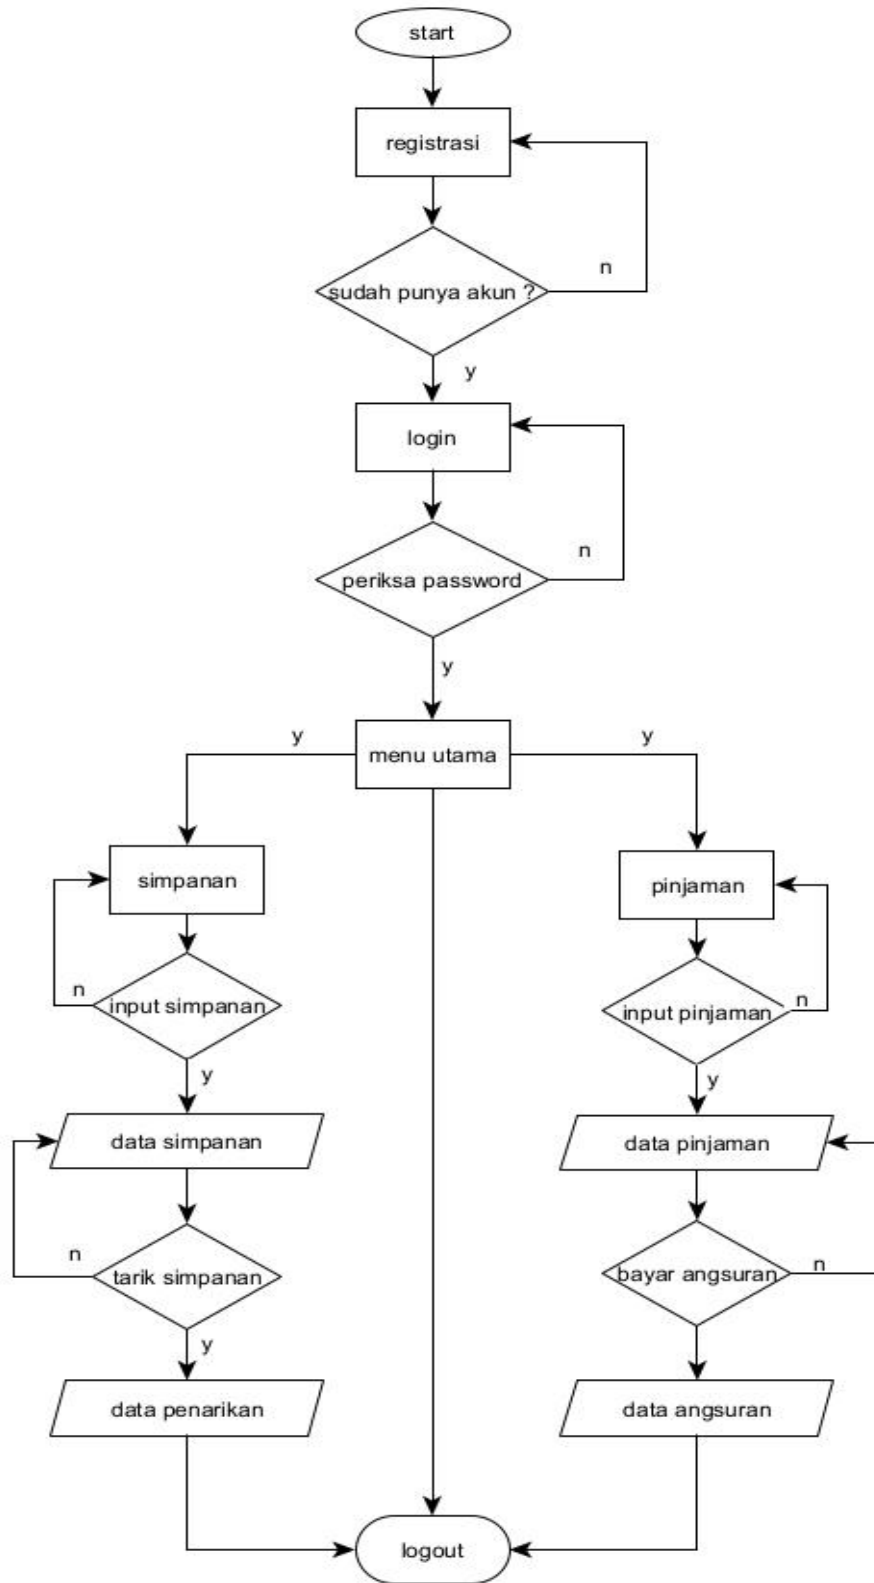 start
registrasi
sudah punya akun ?
n
y
login
periksa password
n
y
menu utama
y
y
simpanan
input simpanan
n
y
data simpanan
tarik simpanan
n
y
data penarikan
pinjaman
input pinjaman
n
y
data pinjaman
bayar angsuran
n
data angsuran
logout